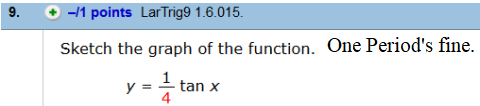 9. + –/1 points LarTrig9 1.6.015.
Sketch the graph of the function. One Period's fine.
y = 1/4 tan x